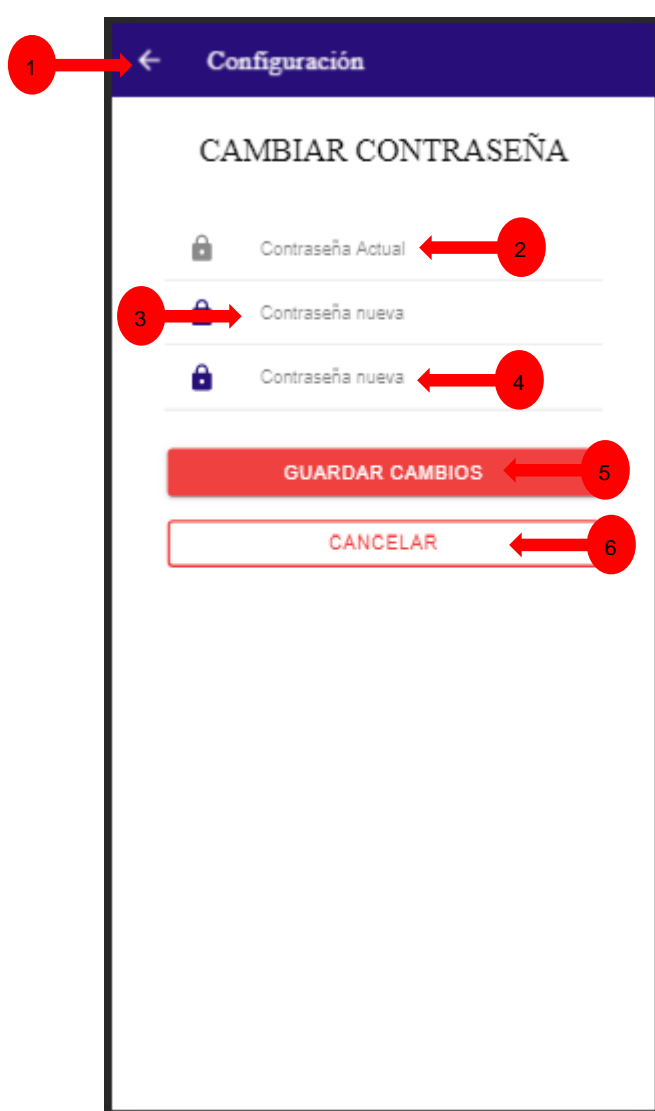 1
Configuración
CAMBIAR CONTRASEÑA
Contraseña Actual
2
3
Contraseña nueva
Contraseña nueva
4
GUARDAR CAMBIOS
5
CANCELAR
6